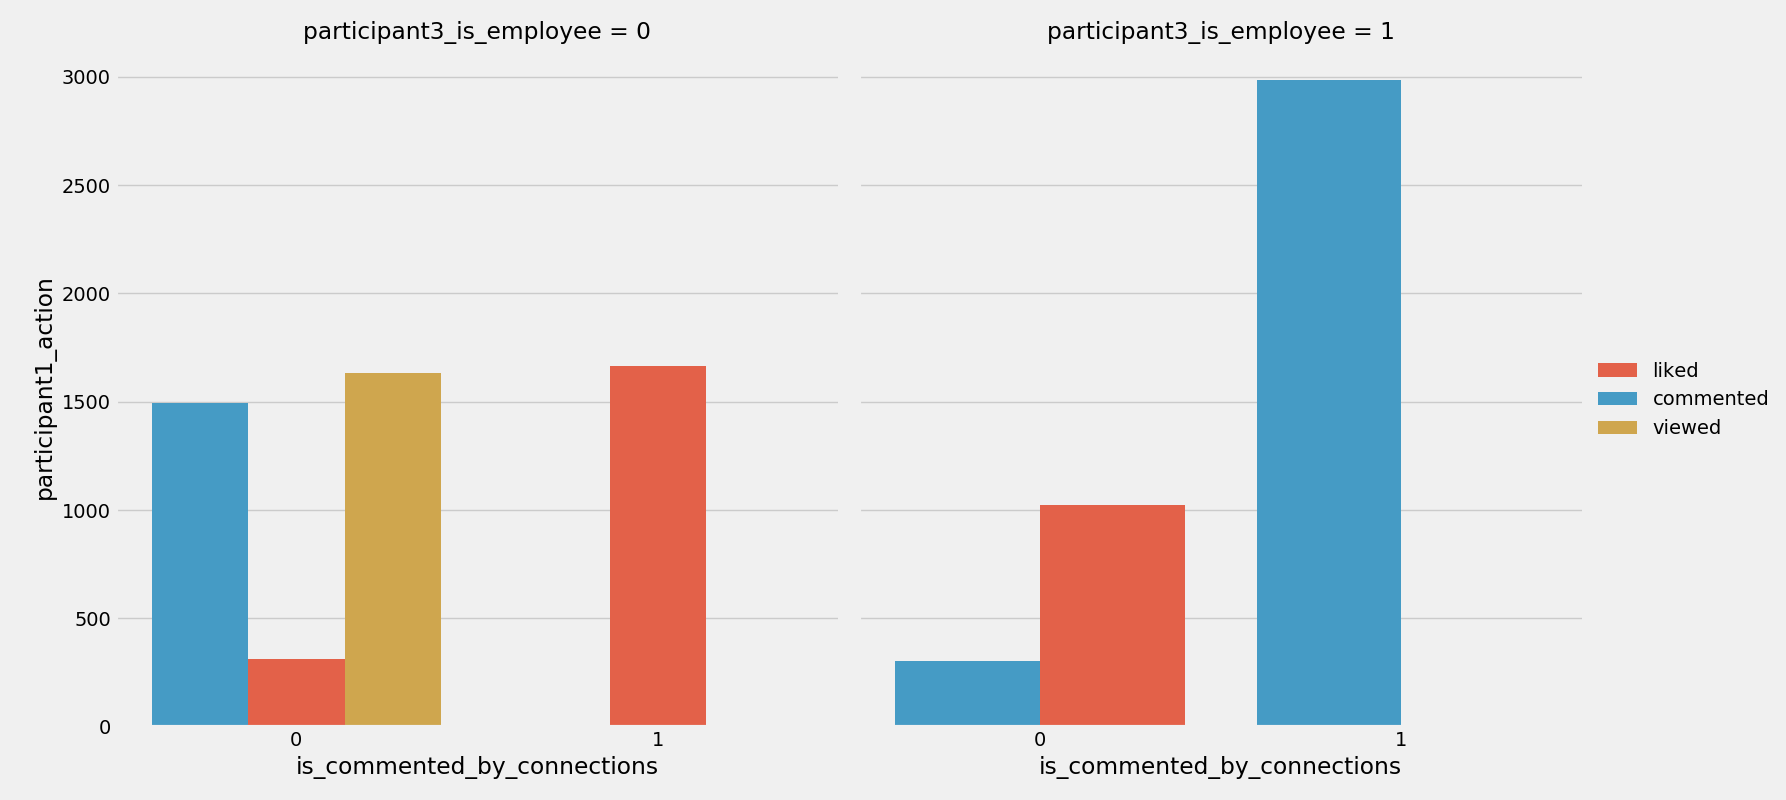 participant3_is_employee = 0
participant3_is_employee = 1
participant1_action
3000
2500
2000
1500
1000
500
0
0
1
is_commented_by_connections
0
1
is_commented_by_connections
liked
commented
viewed